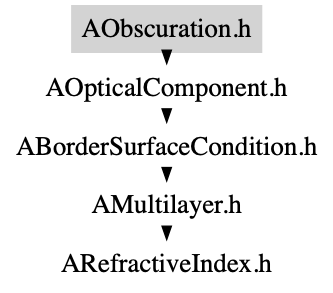 AObscuration.h
AOpticalComponent.h
ABorderSurfaceCondition.h
AMultilayer.h
ARefractiveIndex.h